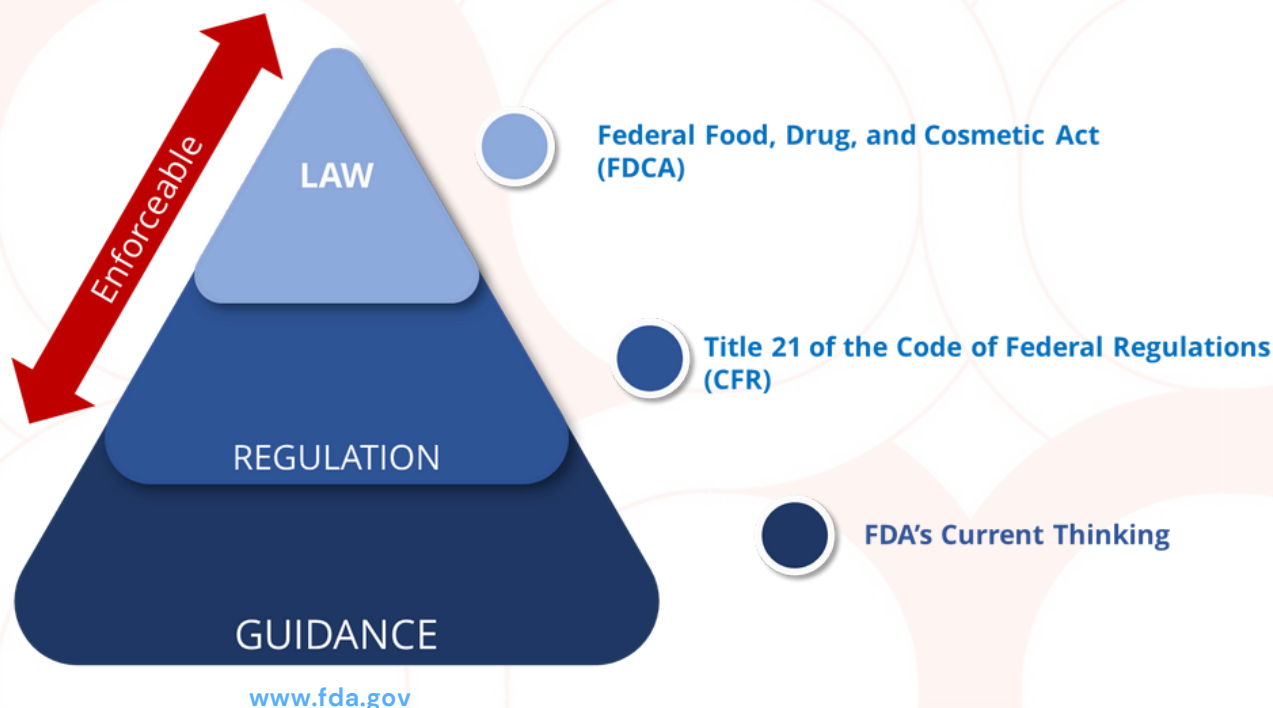 Enforceable
LAW
Federal Food, Drug, and Cosmetic Act
(FDCA)
REGULATION
Title 21 of the Code of Federal Regulations
(CFR)
GUIDANCE
FDA’s Current Thinking
www.fda.gov